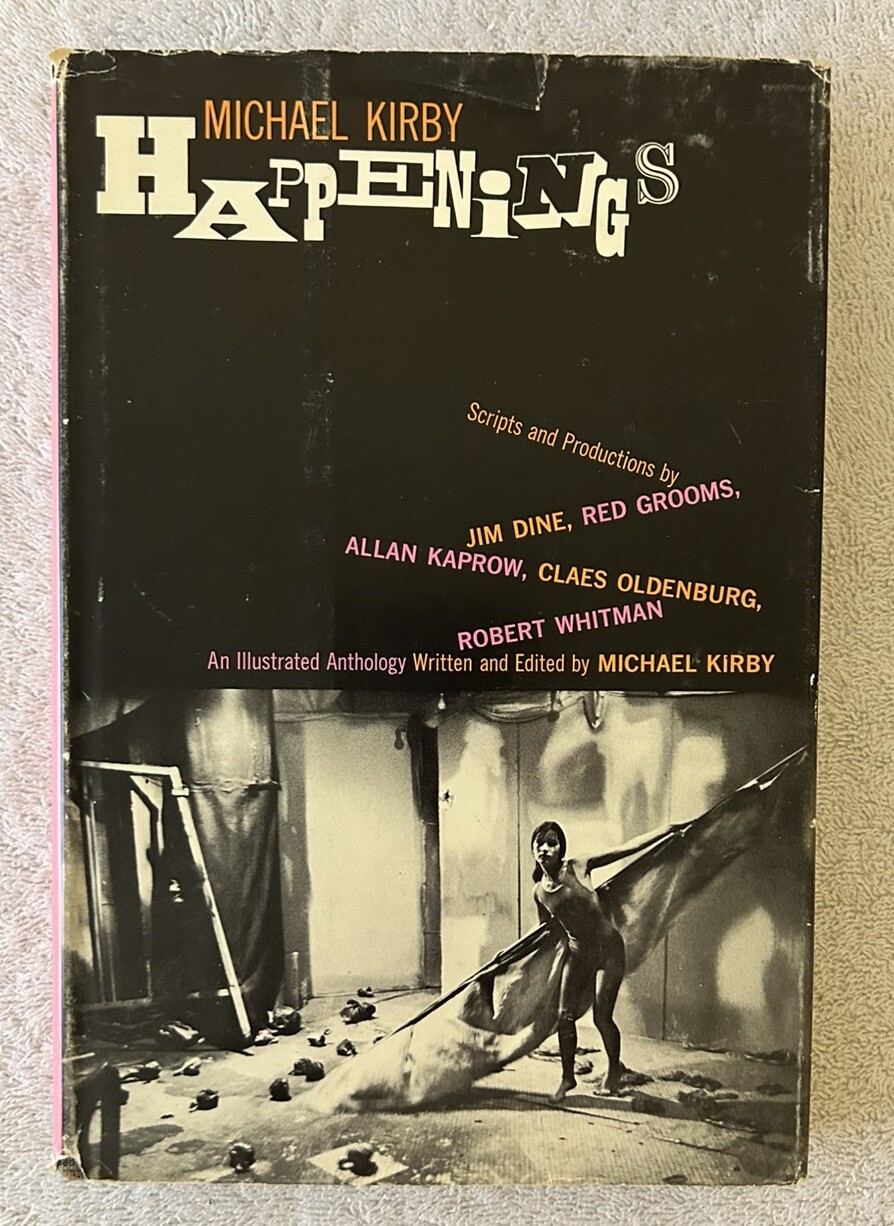 MICHAEL KIRBY
HAPPENiNGS
Scripts and Productions by
JIM DINE, RED GROOMS,
ALLAN KAPROW, CLAES OLDENBURG,
ROBERT WHITMAN
An Illustrated Anthology Written and Edited by MICHAEL KiRBY